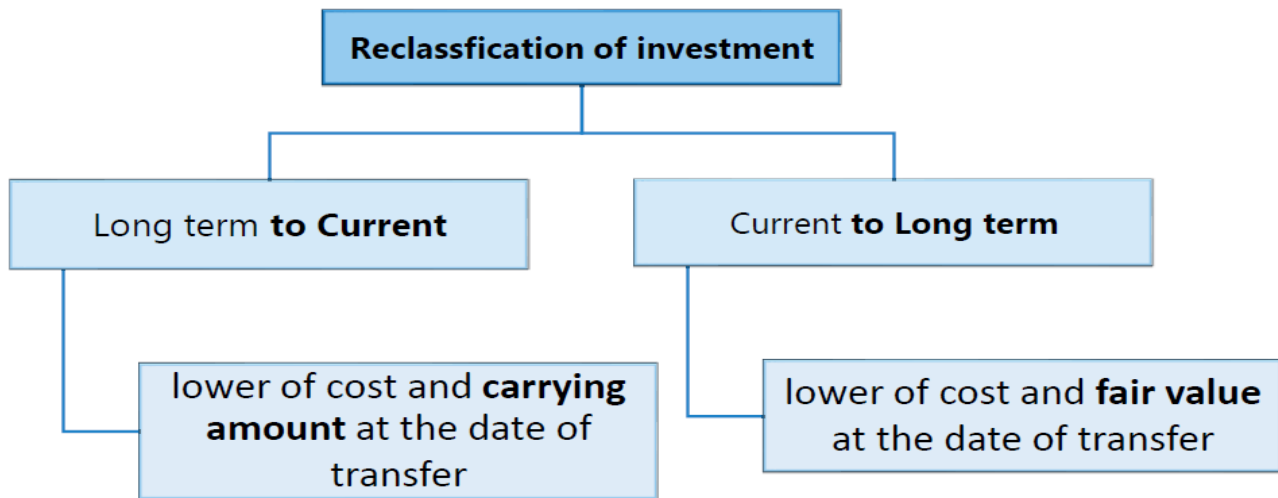 Reclassfication of investment
Long term to Current
Current to Long term
lower of cost and carrying
amount at the date of
transfer
lower of cost and fair value
at the date of transfer